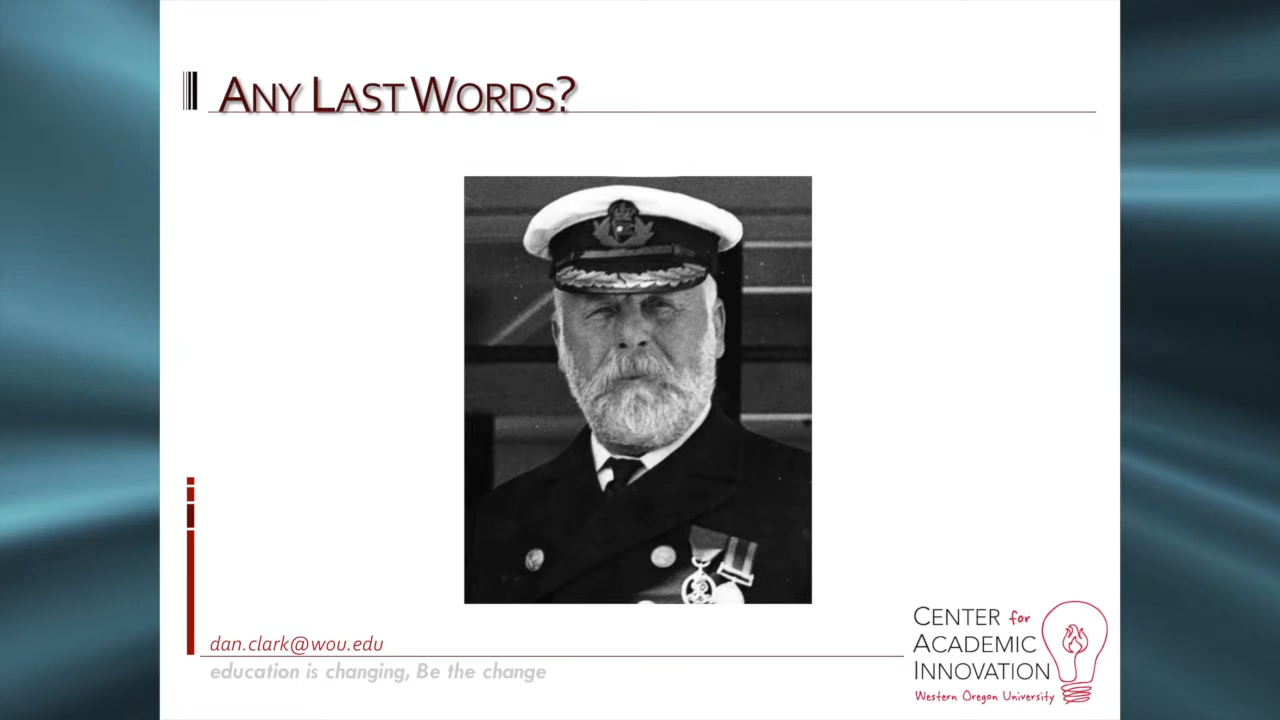 ANY LAST WORDS?
dan.clark@wou.edu
education is changing, Be the change
CENTER for
ACADEMIC
INNOVATION
Western Oregon University